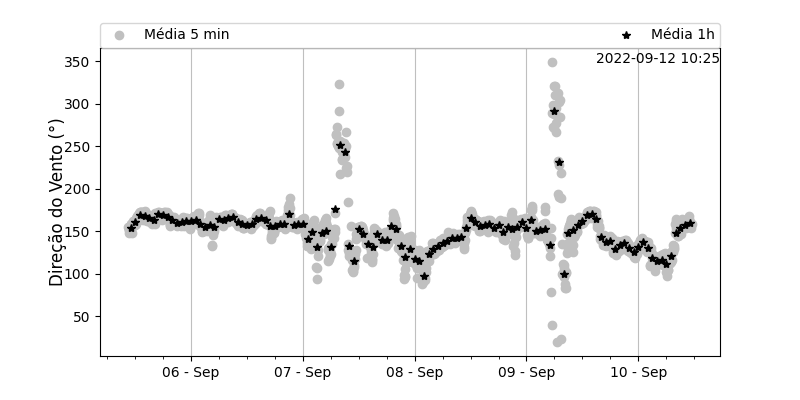 Média 5 min
Média 1h
2022-09-12 10:25
Direção do Vento (°)
350
300
250
200
150
100
50
06 - Sep
07 - Sep
08 - Sep
09 - Sep
10 - Sep